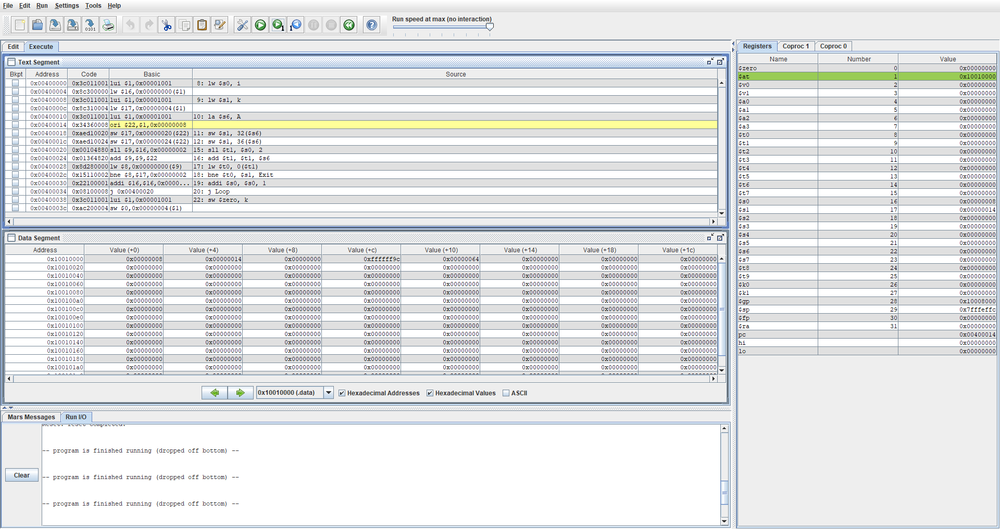 File Edit Run Settings Tools Help
Run speed at max (no interaction)
Edit Execute
Text Segment
Bkpt Address Code Basic Source
0x00400000 0x3c011001 lui $1,0x00001001 8: lw $s0, i
0x00400004 0x8c300000 lw $16,0x00000000($1)
0x00400008 0x3c011001 lui $1,0x00001001 9: lw $s1, k
0x0040000c 0x8c310004 lw $17,0x00000004($1)
0x00400010 0x3c011001 lui $1,0x00001001 10: la $s6, A
0x00400014 0x34360008 ori $22,$1,0x00000008
0x00400018 0xaed10020 sw $17,0x00000020($22) 11: sw $s1, 32($s6)
0x0040001c 0xaed10024 sw $17,0x00000024($22) 12: sw $s1, 36($s6)
0x00400020 0x00104880 sll $9,$16,0x00000002 15: sll $t1, $s0, 2
0x00400024 0x01364820 add $9,$9,$22 16: add $t1, $t1, $s6
0x00400028 0x8d280000 lw $8,0x00000000($9) 17: lw $t0, 0($t1)
0x0040002c 0x15110002 bne $8,$17,0x00000002 18: bne $t0, $s1, Exit
0x00400030 0x22100001 addi $16,$16,0x0000... 19: addi $s0, $s0, 1
0x00400034 0x08100008 j 0x00400020 20: j Loop
0x00400038 0x3c011001 lui $1,0x00001001 22: sw $zero, k
0x0040003c 0xac200004 sw $0,0x00000004($1)
Data Segment
Address Value (+0) Value (+4) Value (+8) Value (+c) Value (+10) Value (+14) Value (+18) Value (+1c)
0x10010000 0x00000008 0x00000014 0x00000000 0xffffff9c 0x00000064 0x00000000 0x00000000 0x00000000
0x10010020 0x00000000 0x00000000 0x00000000 0x00000000 0x00000000 0x00000000 0x00000000 0x00000000
0x10010040 0x00000000 0x00000000 0x00000000 0x00000000 0x00000000 0x00000000 0x00000000 0x00000000
0x10010060 0x00000000 0x00000000 0x00000000 0x00000000 0x00000000 0x00000000 0x00000000 0x00000000
0x10010080 0x00000000 0x00000000 0x00000000 0x00000000 0x00000000 0x00000000 0x00000000 0x00000000
0x100100a0 0x00000000 0x00000000 0x00000000 0x00000000 0x00000000 0x00000000 0x00000000 0x00000000
0x100100c0 0x00000000 0x00000000 0x00000000 0x00000000 0x00000000 0x00000000 0x00000000 0x00000000
0x100100e0 0x00000000 0x00000000 0x00000000 0x00000000 0x00000000 0x00000000 0x00000000 0x00000000
0x10010100 0x00000000 0x00000000 0x00000000 0x00000000 0x00000000 0x00000000 0x00000000 0x00000000
0x10010120 0x00000000 0x00000000 0x00000000 0x00000000 0x00000000 0x00000000 0x00000000 0x00000000
0x10010140 0x00000000 0x00000000 0x00000000 0x00000000 0x00000000 0x00000000 0x00000000 0x00000000
0x10010160 0x00000000 0x00000000 0x00000000 0x00000000 0x00000000 0x00000000 0x00000000 0x00000000
0x10010180 0x00000000 0x00000000 0x00000000 0x00000000 0x00000000 0x00000000 0x00000000 0x00000000
0x100101a0 0x00000000 0x00000000 0x00000000 0x00000000 0x00000000 0x00000000 0x00000000 0x00000000
0x10010000 (.data) Hexadecimal Addresses Hexadecimal Values ASCII
Mars Messages Run I/O
Reset: reset completed.
-- program is finished running (dropped off bottom) --
-- program is finished running (dropped off bottom) --
-- program is finished running (dropped off bottom) --
Clear
Registers Coproc 1 Coproc 0
Name Number Value
$zero 0 0x00000000
$at 1 0x10010000
$v0 2 0x00000000
$v1 3 0x00000000
$a0 4 0x00000000
$a1 5 0x00000000
$a2 6 0x00000000
$a3 7 0x00000000
$t0 8 0x00000000
$t1 9 0x00000000
$t2 10 0x00000000
$t3 11 0x00000000
$t4 12 0x00000000
$t5 13 0x00000000
$t6 14 0x00000000
$t7 15 0x00000000
$s0 16 0x00000008
$s1 17 0x00000014
$s2 18 0x00000000
$s3 19 0x00000000
$s4 20 0x00000000
$s5 21 0x00000000
$s6 22 0x00000000
$s7 23 0x00000000
$t8 24 0x00000000
$t9 25 0x00000000
$k0 26 0x00000000
$k1 27 0x00000000
$gp 28 0x10008000
$sp 29 0x7fffeffc
$fp 30 0x00000000
$ra 31 0x00000000
pc 0x00400014
hi 0x00000000
lo 0x00000000